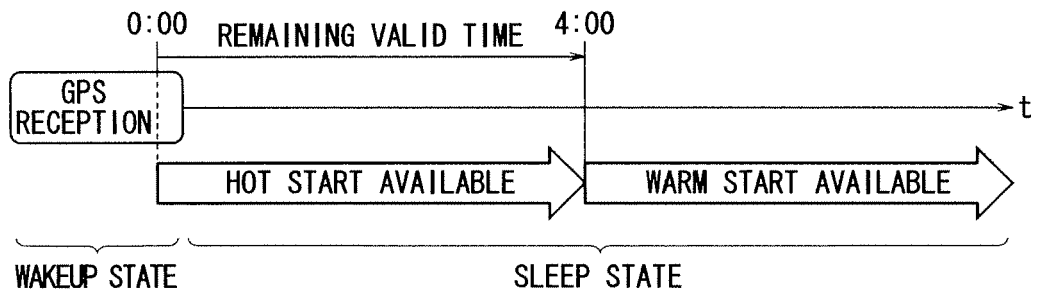 0:00 4:00
REMAINING VALID TIME
GPS
RECEPTION
t
HOT START AVAILABLE WARM START AVAILABLE
WAKEUP STATE SLEEP STATE